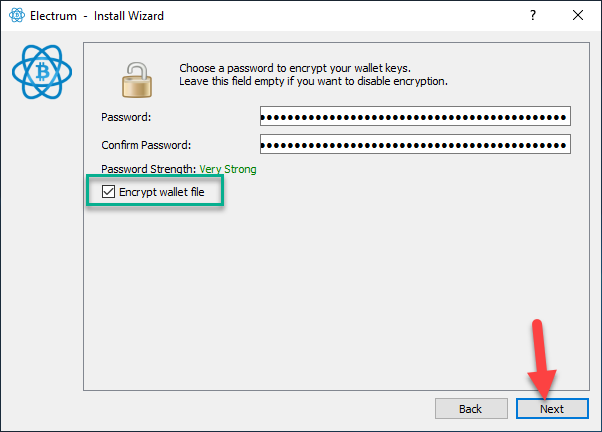 Electrum - Install Wizard
Choose a password to encrypt your wallet keys.
Leave this field empty if you want to disable encryption.
Password:
Confirm Password:
Password Strength: Very Strong
Encrypt wallet file
Back
Next